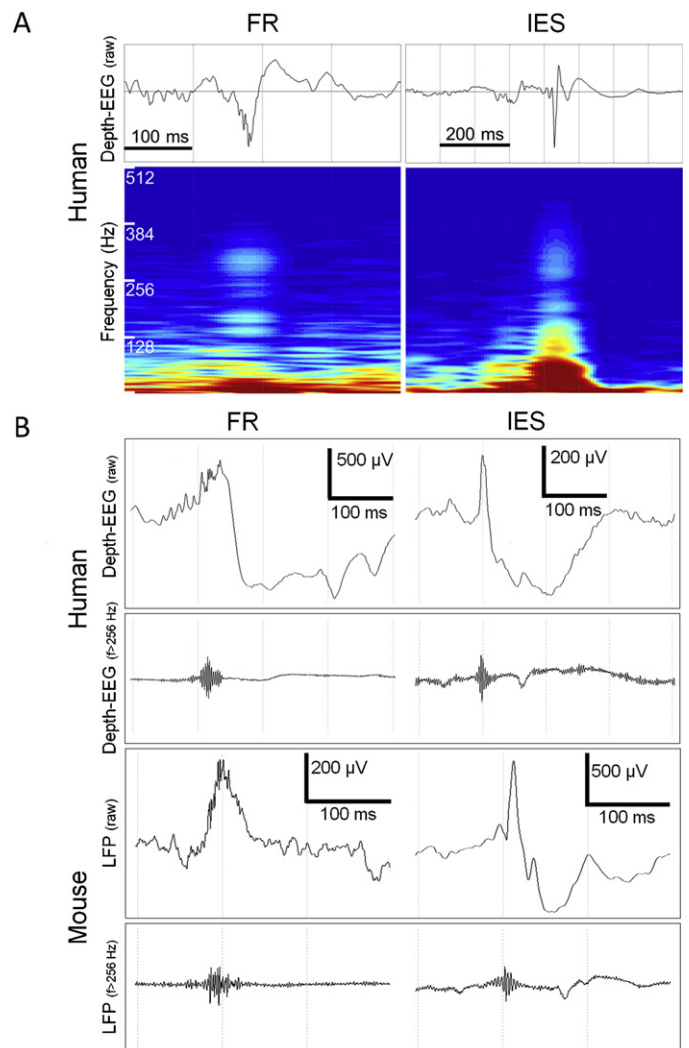 A
FR
IES
Human
Depth-EEG (raw)
100 ms
200 ms
Frequency (Hz)
512
384
256
128
B
FR
IES
Human
Depth-EEG (raw)
500 µV
100 ms
200 µV
100 ms
Depth-EEG (f>256 Hz)
Mouse
LFP (raw)
200 µV
100 ms
500 µV
100 ms
LFP (f>256 Hz)